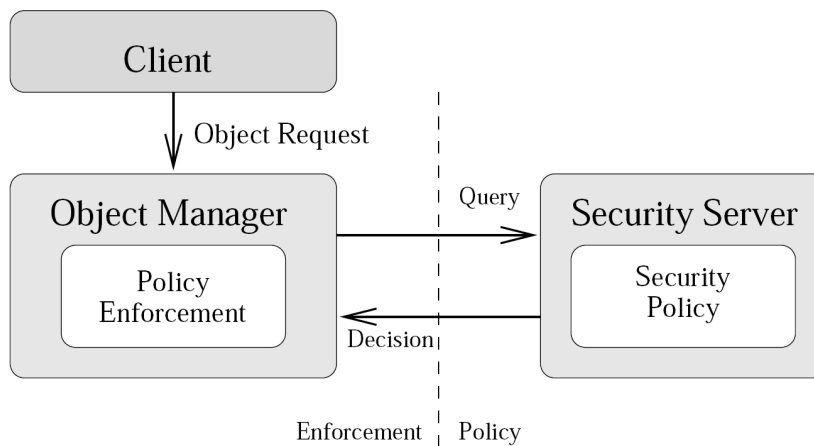 Client
Object Request
Object Manager
Policy
Enforcement
Query
Decision
Security Server
Security
Policy
Enforcement
Policy